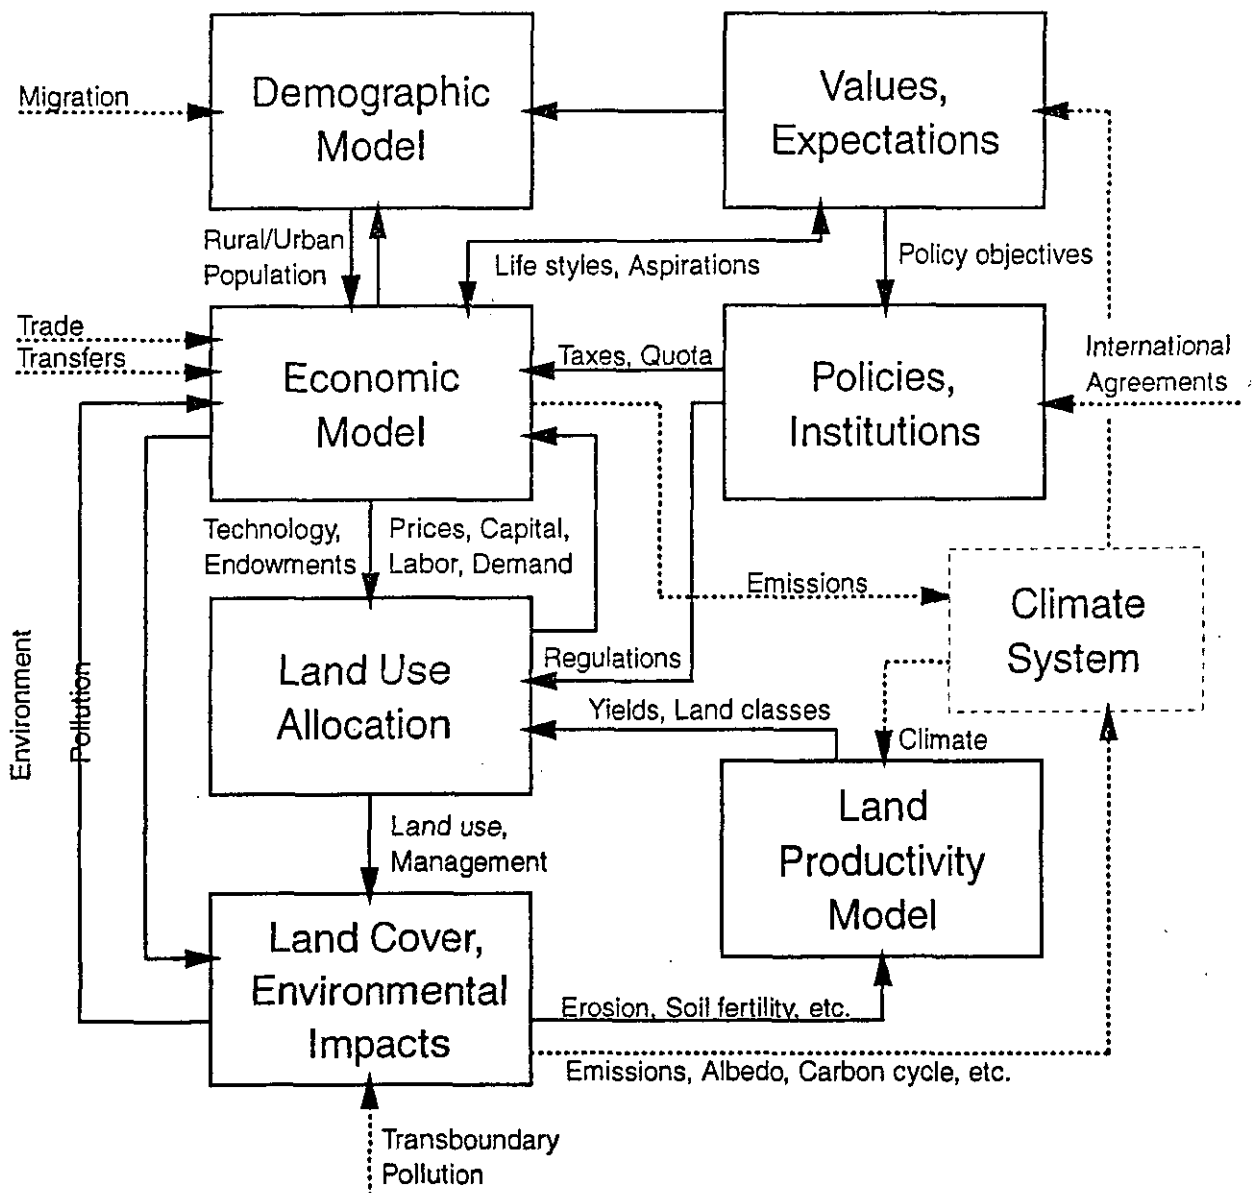 Demographic
Model
Values,
Expectations
Migration
Rural/Urban
Population
Life styles, Aspirations
Policy objectives
Trade
Transfers
Economic
Model
Taxes, Quota
Policies,
Institutions
International
Agreements
Technology,
Endowments
Prices, Capital,
Labor, Demand
Emissions
Climate
System
Environment
Pollution
Land Use
Allocation
Regulations
Yields, Land classes
Climate
Land
Productivity
Model
Land use,
Management
Land Cover,
Environmental
Impacts
Erosion, Soil fertility, etc.
Emissions, Albedo, Carbon cycle, etc.
Transboundary
Pollution